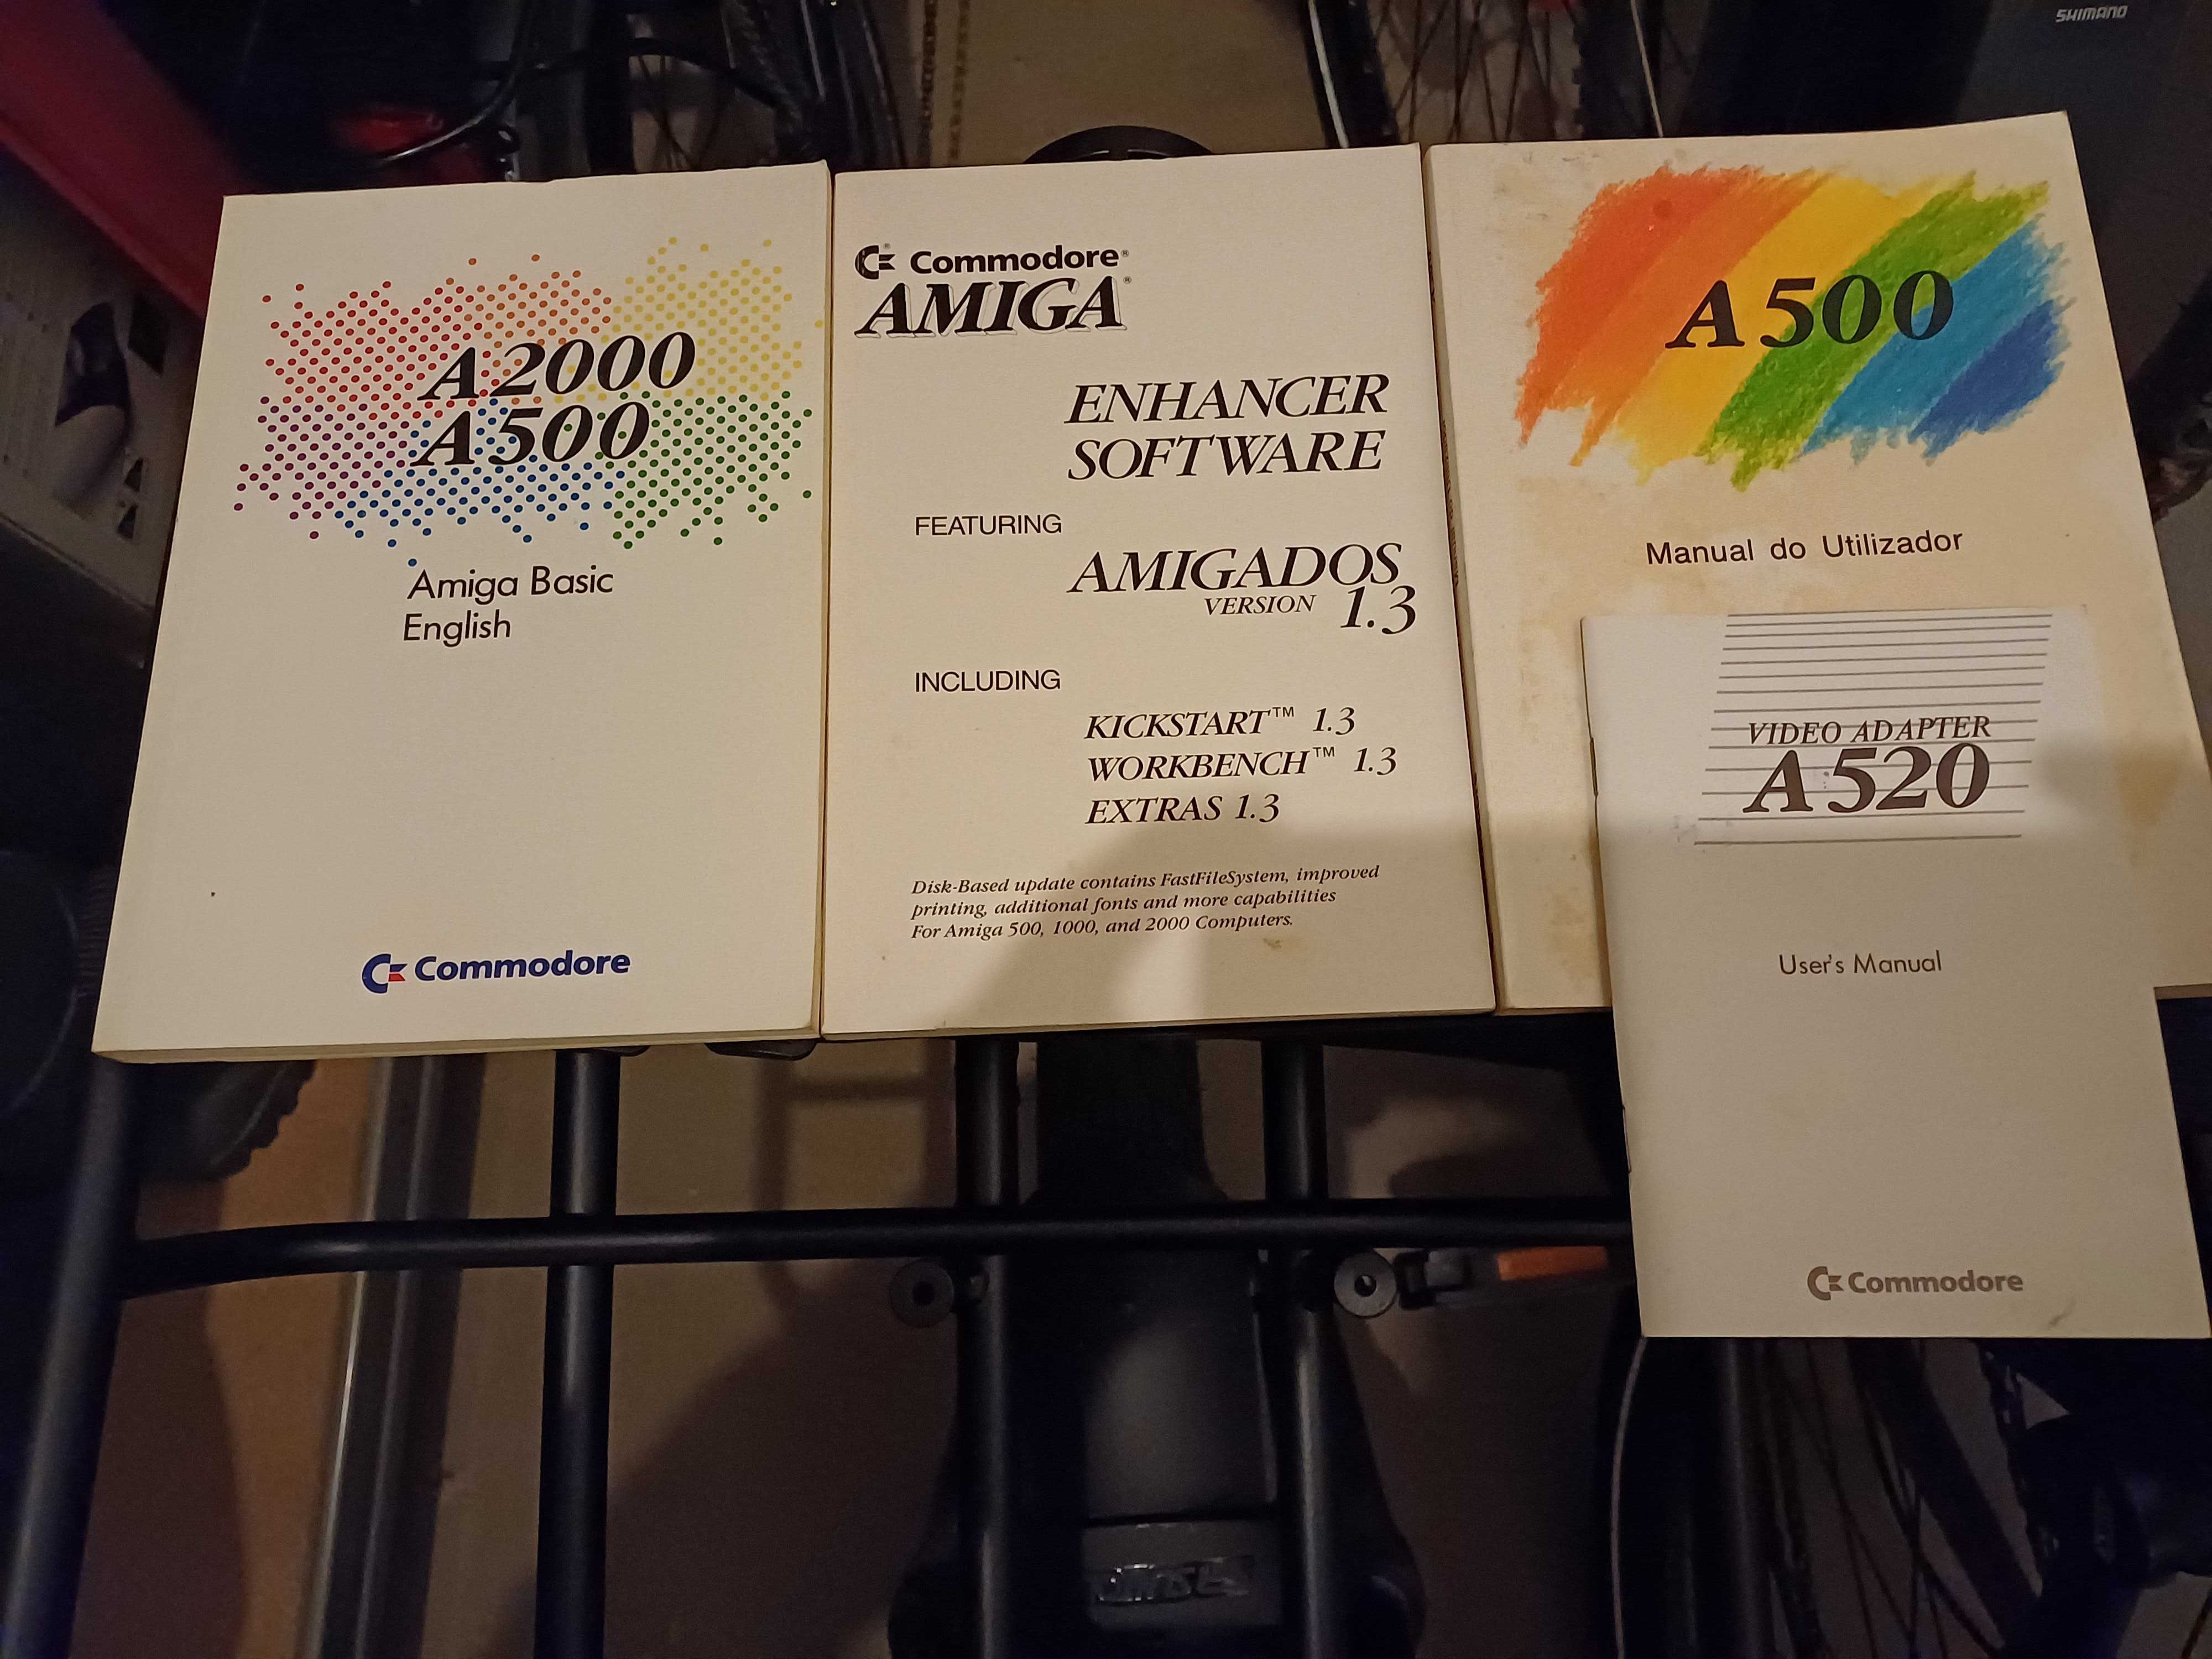 SHIMANO
A2000
A500
Amiga Basic
English
Commodore
Commodore®
AMIGA®
ENHANCER
SOFTWARE
FEATURING
AMIGADOS
VERSION 1.3
INCLUDING
KICKSTART™ 1.3
WORKBENCH™ 1.3
EXTRAS 1.3
Disk-Based update contains FastFileSystem, improved
printing, additional fonts and more capabilities
For Amiga 500, 1000, and 2000 Computers.
A500
Manual do Utilizador
VIDEO ADAPTER
A520
User's Manual
Commodore